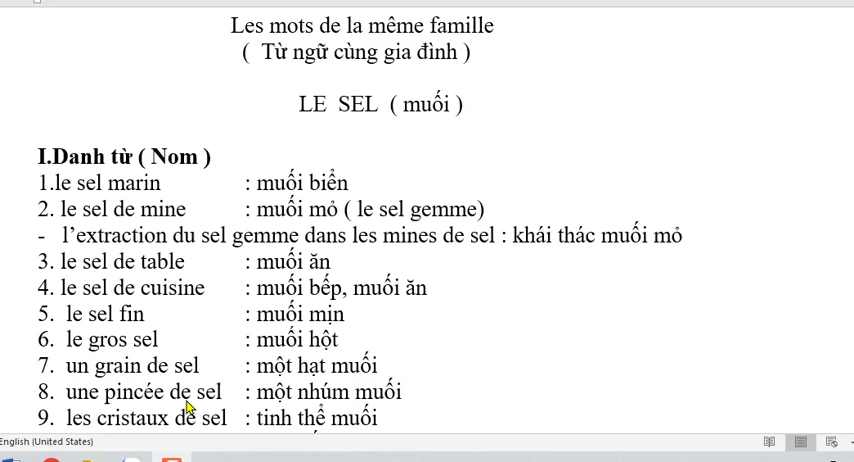 Les mots de la même famille
( Từ ngữ cùng gia đình )
LE SEL ( muối )
I.Danh từ ( Nom )
1.le sel marin : muối biển
2. le sel de mine : muối mỏ ( le sel gemme)
- l’extraction du sel gemme dans les mines de sel : khái thác muối mỏ
3. le sel de table : muối ăn
4. le sel de cuisine : muối bếp, muối ăn
5. le sel fin : muối mịn
6. le gros sel : muối hột
7. un grain de sel : một hạt muối
8. une pincée de sel : một nhúm muối
9. les cristaux de sel : tinh thể muối
English (United States)